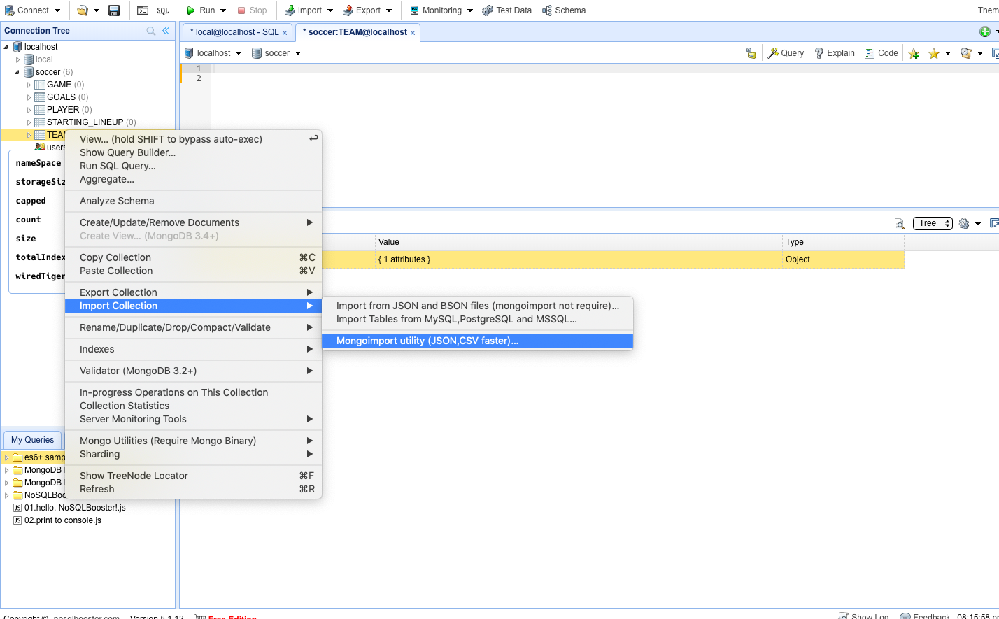 Connect
SQL
Run
Stop
Import
Export
Monitoring
Test Data
Schema
Them
Connection Tree
* local@localhost - SQL ×
* soccer:TEAM@localhost ×
localhost
local
soccer (6)
GAME (0)
GOALS (0)
PLAYER (0)
STARTING_LINEUP (0)
TEAM
users
localhost
soccer
Query
Explain
Code
1
2
nameSpace
storageSiz
capped
count
size
totalIndex
wiredTiger
View... (hold SHIFT to bypass auto-exec) ↩
Show Query Builder...
Run SQL Query...
Aggregate...
Analyze Schema
Create/Update/Remove Documents
Create View... (MongoDB 3.4+)
Copy Collection ⌘C
Paste Collection ⌘V
Export Collection
Import Collection
Rename/Duplicate/Drop/Compact/Validate
Indexes
Validator (MongoDB 3.2+)
In-progress Operations on This Collection
Collection Statistics
Server Monitoring Tools
Mongo Utilities (Require Mongo Binary)
Sharding
Show TreeNode Locator ⌘F
Refresh ⌘R
Import from JSON and BSON files (mongoimport not require)...
Import Tables from MySQL,PostgreSQL and MSSQL...
Mongoimport utility (JSON,CSV faster)...
Tree
Value
Type
{ 1 attributes }
Object
My Queries
es6+ samp
MongoDB
MongoDB
NoSQLBoo
JS 01.hello, NoSQLBooster!.js
JS 02.print to console.js
Copyright © nosqlbooster.com Version 5.1.12 Free Edition
Show Log
Feedback
08:15:58 pm